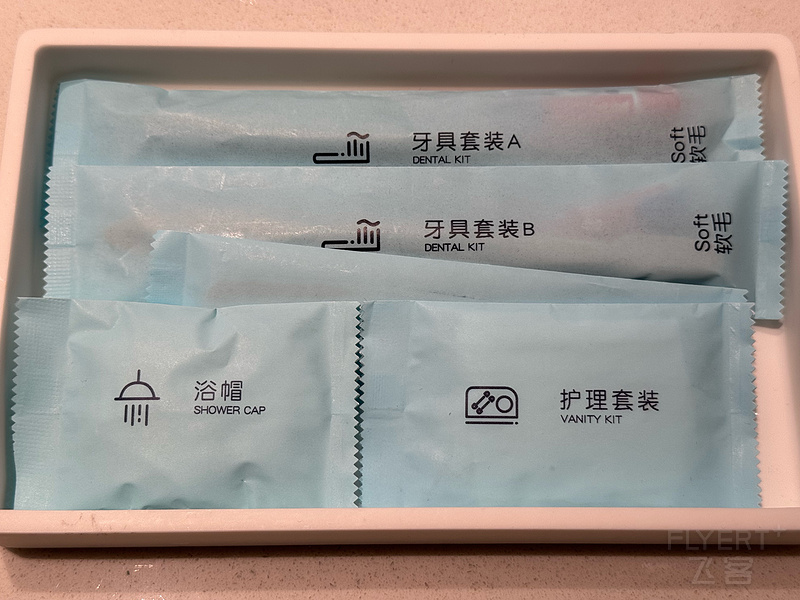 牙具套装A
DENTAL KIT
Soft
软毛
牙具套装B
DENTAL KIT
Soft
软毛
浴帽
SHOWER CAP
护理套装
VANITY KIT
FLYERT+
飞客